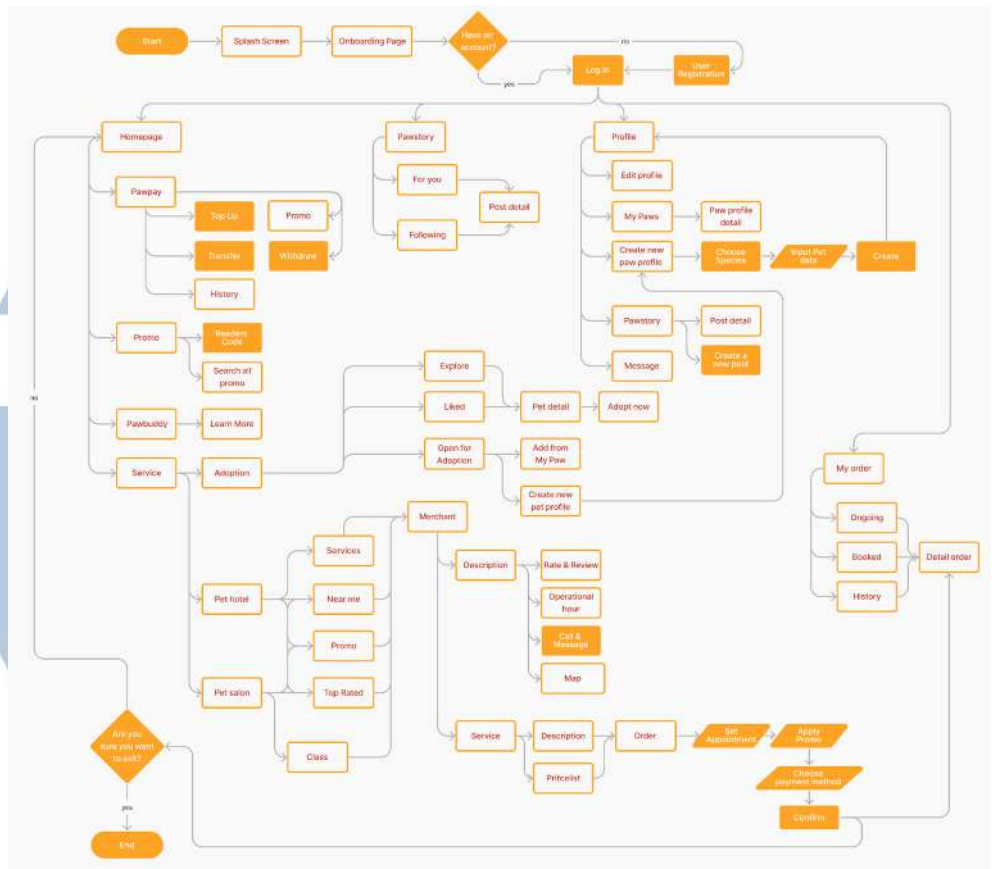 Start
Splash Screen
Onboarding Page
Have an
account?
no
yes
Log in
User
Registration
Homepage
Pawstory
Profile
Pawpay
Top Up
Promo
Transfer
Withdraw
History
For you
Following
Post detail
Edit profile
My Paws
Paw profile
detail
Create new
paw profile
Choose
Species
Input Pet
data
Create
Pawstory
Post detail
Create a
new post
Message
Promo
Reedem
Code
Search all
promo
no
Pawbuddy
Learn More
Service
Adoption
Explore
Liked
Pet detail
Adopt now
Open for
Adoption
Add from
My Paw
Create new
pet profile
My order
Ongoing
Booked
History
Detail order
Merchant
Services
Pet hotel
Near me
Promo
Pet salon
Top Rated
Class
Description
Rate & Review
Operational
hour
Call &
Message
Map
Service
Description
Pritcelist
Order
Set
Appointment
Apply
Promo
Choose
payment method
Confirm
Are you
sure you want
to exit?
yes
End